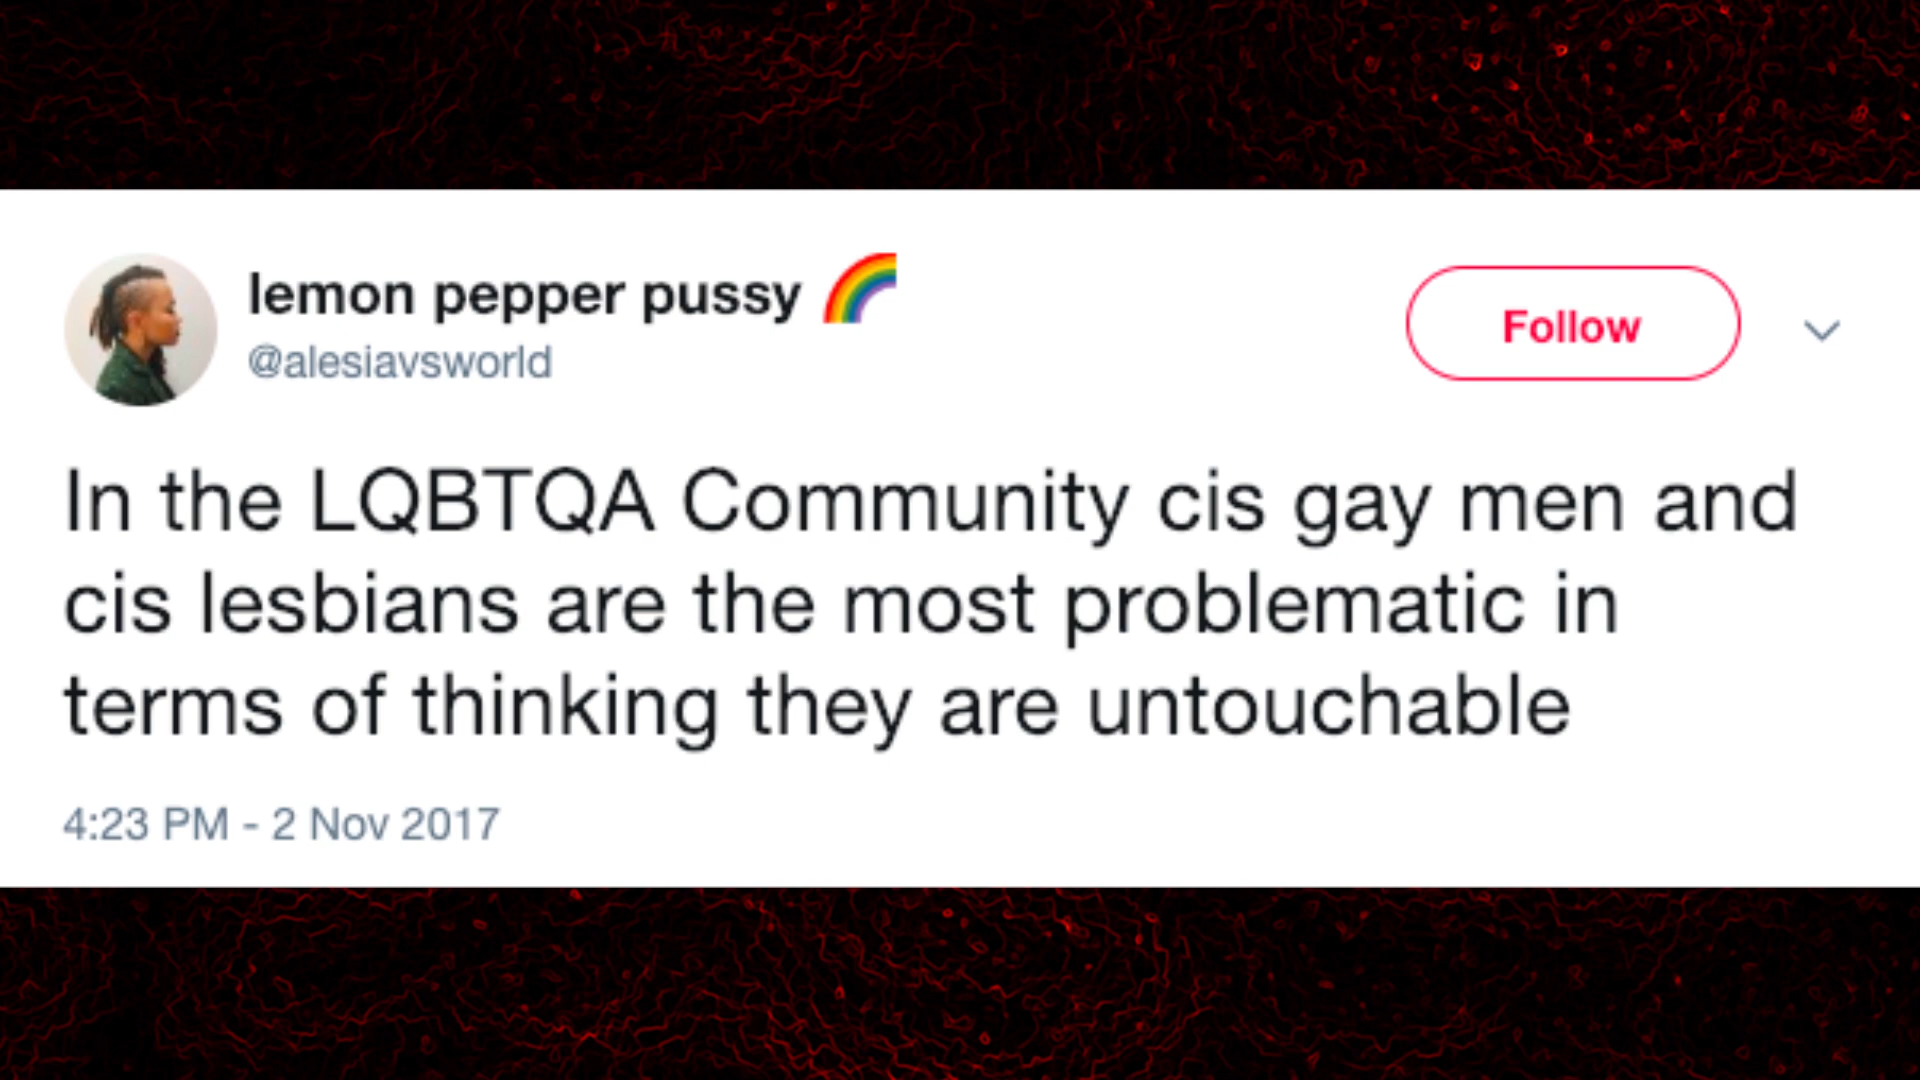 lemon pepper pussy 🌈
@alesiavsworld
Follow
In the LQBTQA Community cis gay men and
cis lesbians are the most problematic in
terms of thinking they are untouchable
4:23 PM - 2 Nov 2017